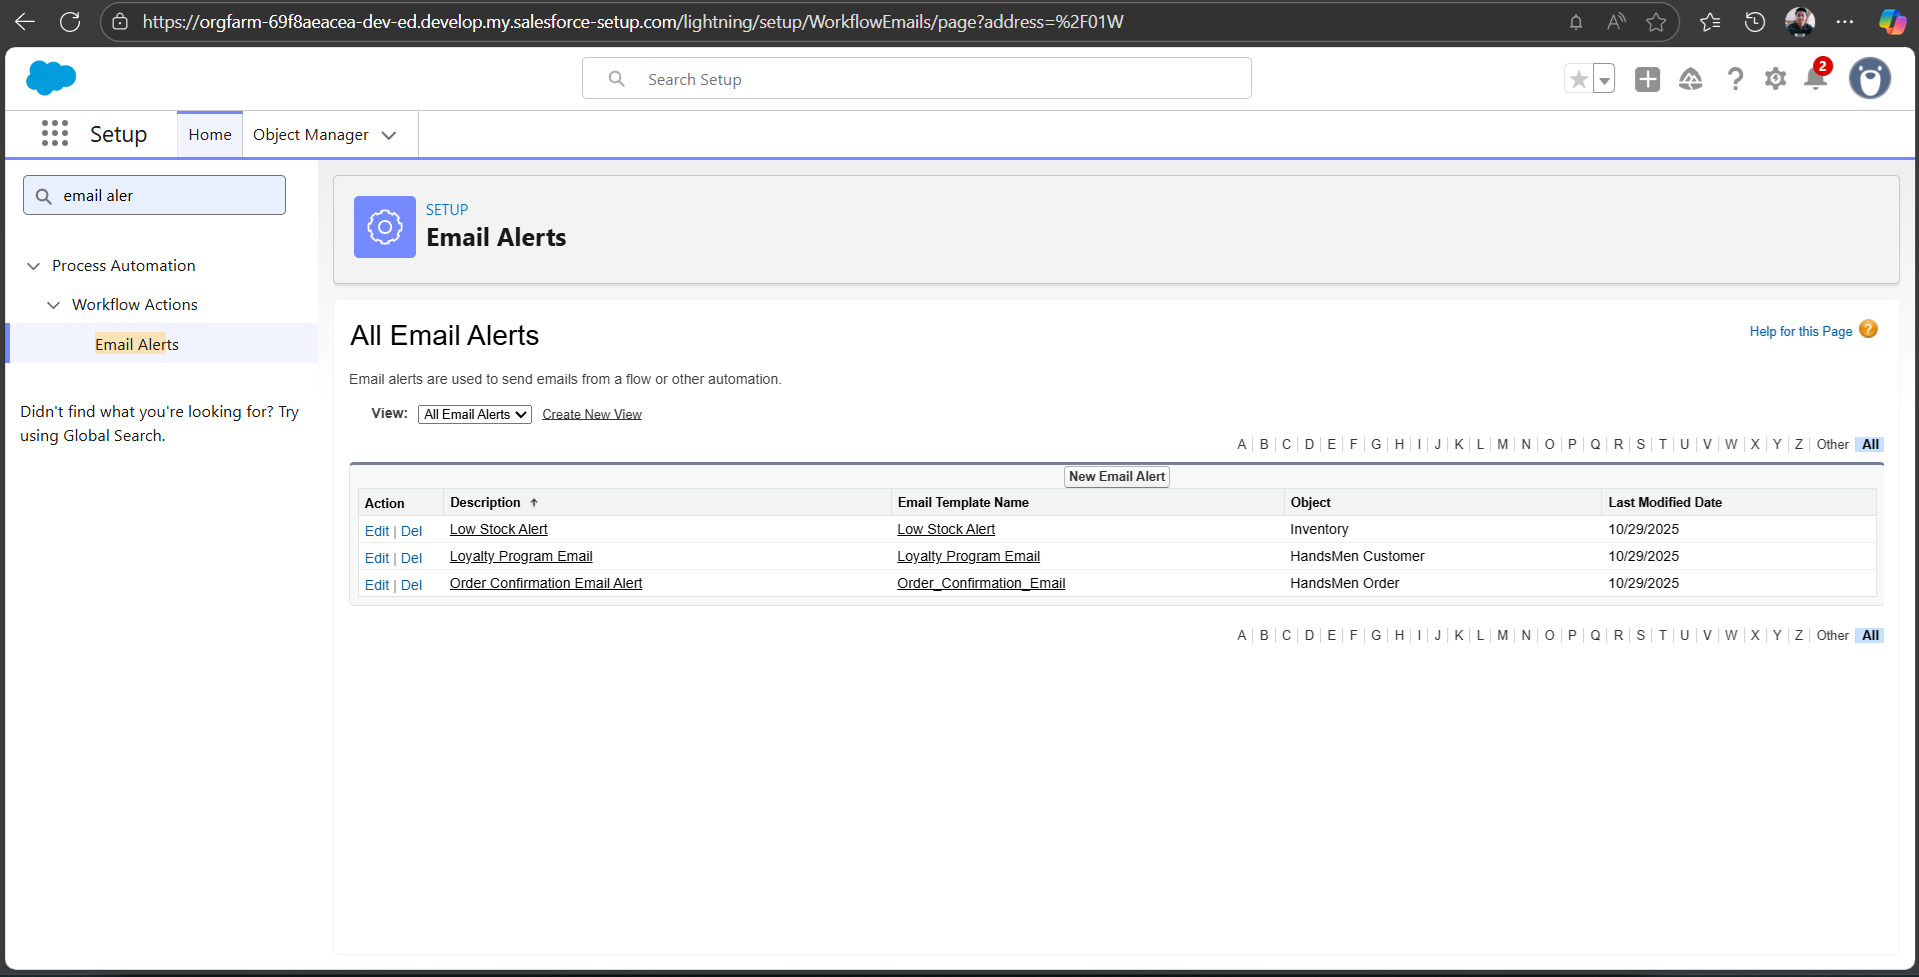 https://orgfarm-69f8aeacea-dev-ed.develop.my.salesforce-setup.com/lightning/setup/WorkflowEmails/page?address=%2F01W
Search Setup
2
Setup Home Object Manager
email aler
Process Automation
Workflow Actions
Email Alerts
Didn't find what you're looking for? Try
using Global Search.
SETUP
Email Alerts
All Email Alerts
Help for this Page ?
Email alerts are used to send emails from a flow or other automation.
View: All Email Alerts Create New View
A | B | C | D | E | F | G | H | I | J | K | L | M | N | O | P | Q | R | S | T | U | V | W | X | Y | Z | Other All
New Email Alert
Action Description Email Template Name Object Last Modified Date
Edit | Del Low Stock Alert Low Stock Alert Inventory 10/29/2025
Edit | Del Loyalty Program Email Loyalty Program Email HandsMen Customer 10/29/2025
Edit | Del Order Confirmation Email Alert Order_Confirmation_Email HandsMen Order 10/29/2025
A | B | C | D | E | F | G | H | I | J | K | L | M | N | O | P | Q | R | S | T | U | V | W | X | Y | Z | Other All